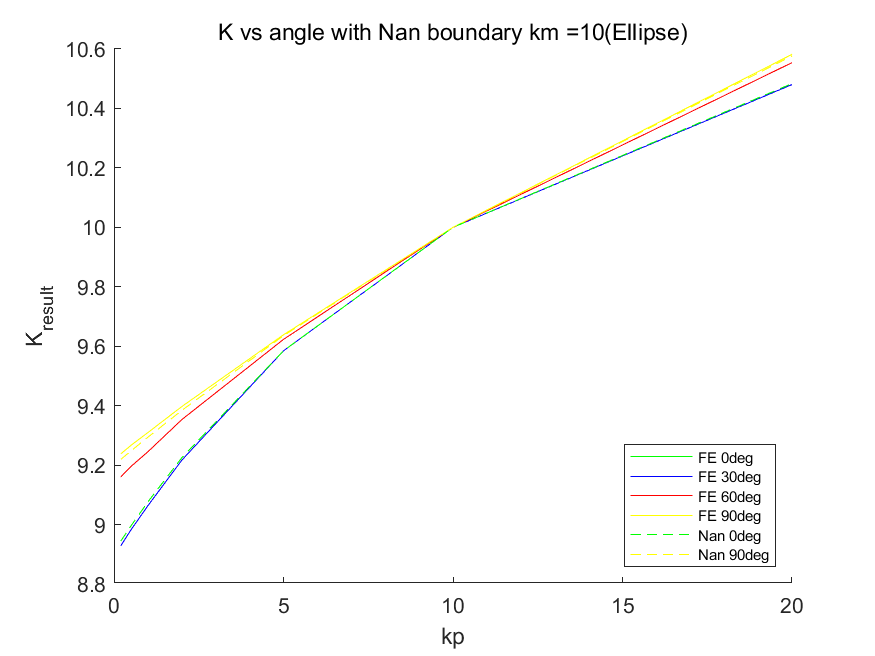 K vs angle with Nan boundary km =10(Ellipse)
10.6
10.4
10.2
10
9.8
9.6
9.4
9.2
9
8.8
K_result
0
5
10
15
20
kp
FE 0deg
FE 30deg
FE 60deg
FE 90deg
Nan 0deg
Nan 90deg